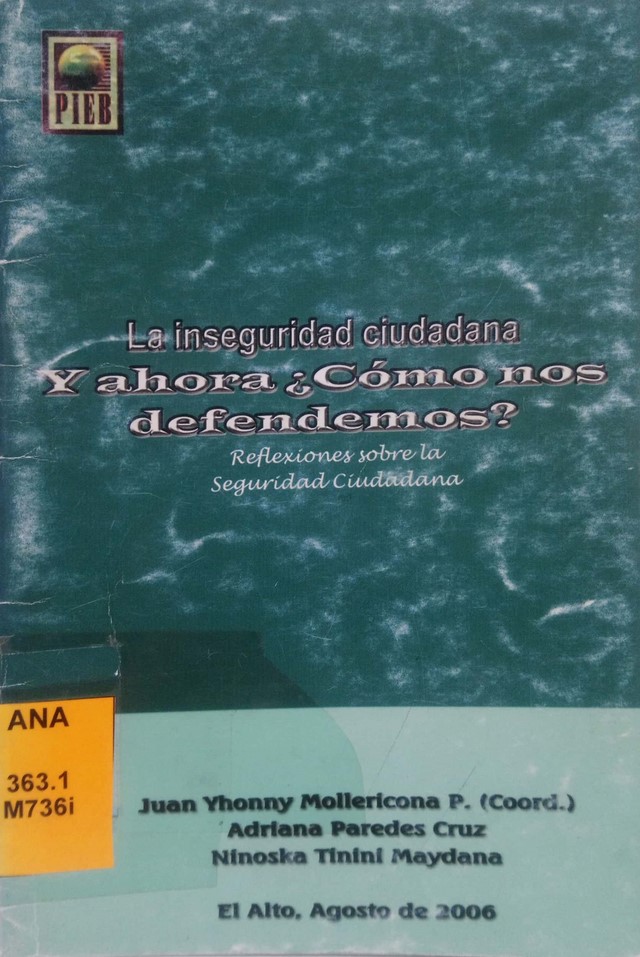 PIEB
La inseguridad ciudadana
Y ahora ¿Cómo nos
defendemos?
Reflexiones sobre la
Seguridad Ciudadana
ANA
363.1
M736i
Juan Yhonny Mollericona P. (Coord.)
Adriana Paredes Cruz
Ninoska Tinini Maydana
El Alto, Agosto de 2006